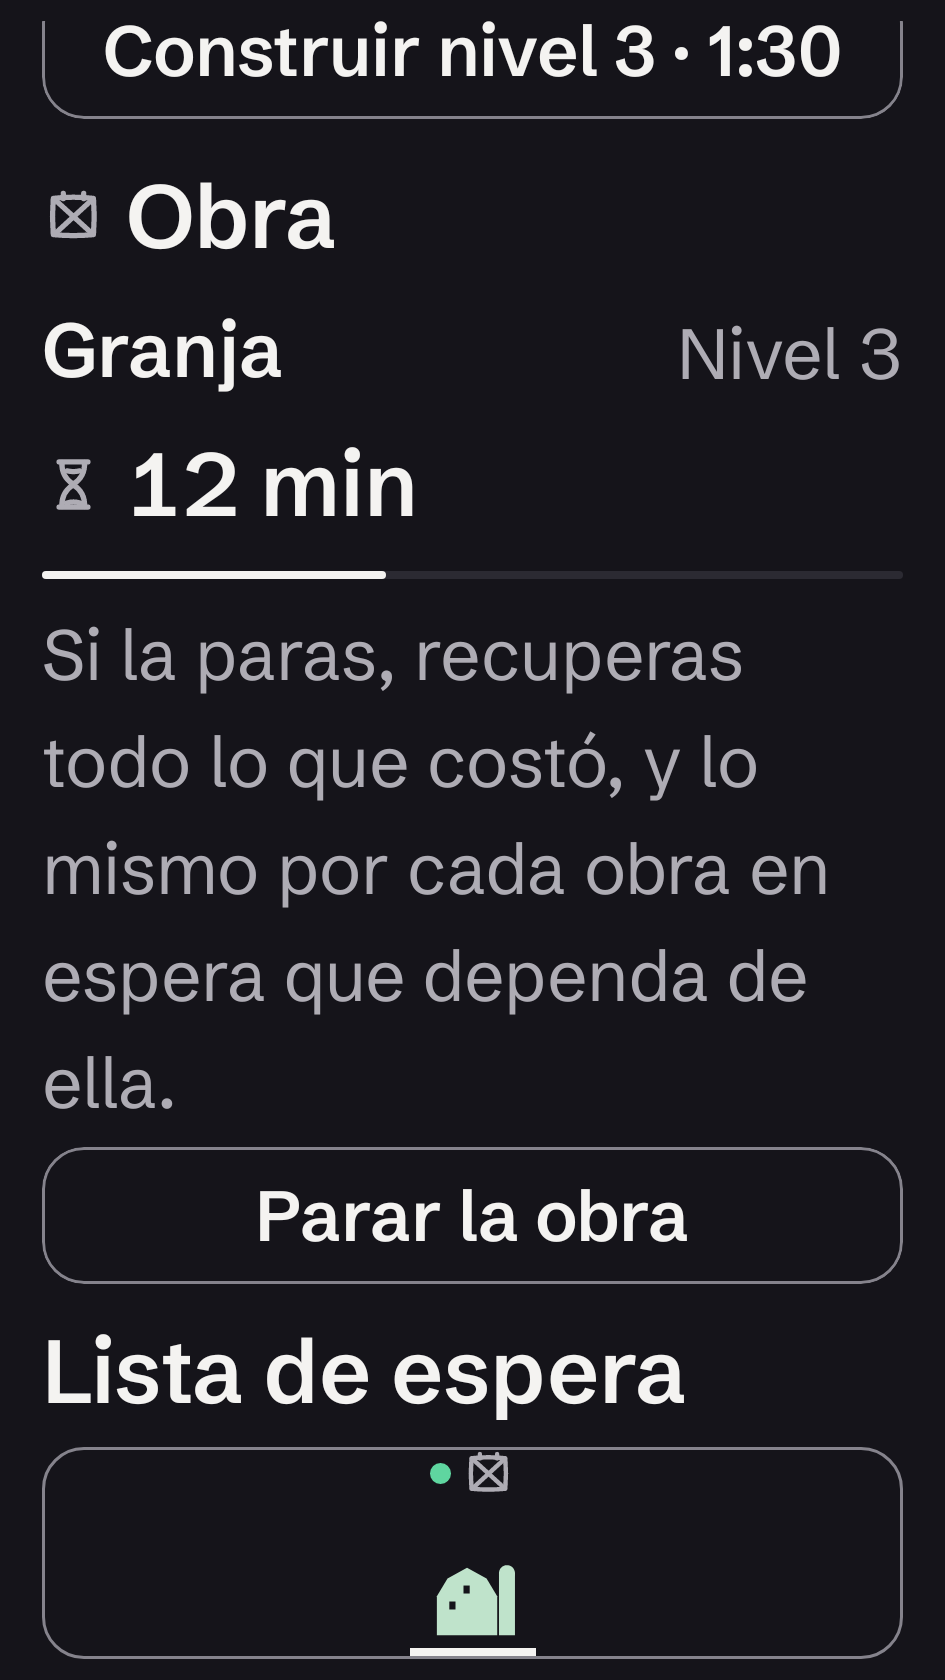 Construir nivel 3 · 1:30
Obra
Granja
Nivel 3
12 min
Si la paras, recuperas
todo lo que costó, y lo
mismo por cada obra en
espera que dependa de
ella.
Parar la obra
Lista de espera